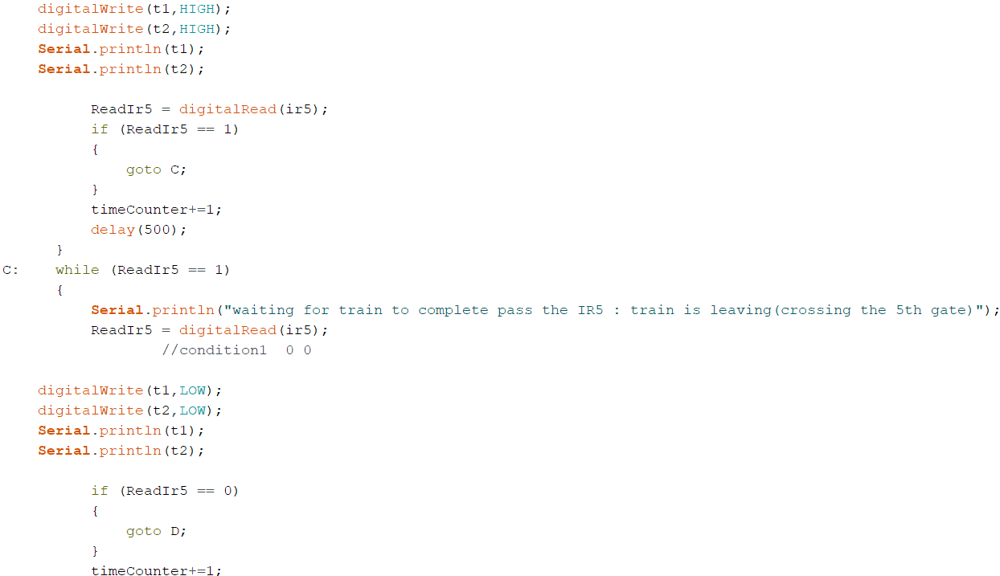 digitalWrite(t1,HIGH);
digitalWrite(t2,HIGH);
Serial.println(t1);
Serial.println(t2);
ReadIr5 = digitalRead(ir5);
if (ReadIr5 == 1)
{
goto C;
}
timeCounter+=1;
delay(500);
}
C: while (ReadIr5 == 1)
{
Serial.println("waiting for train to complete pass the IR5 : train is leaving(crossing the 5th gate)");
ReadIr5 = digitalRead(ir5);
//condition1 0 0
digitalWrite(t1,LOW);
digitalWrite(t2,LOW);
Serial.println(t1);
Serial.println(t2);
if (ReadIr5 == 0)
{
goto D;
}
timeCounter+=1;